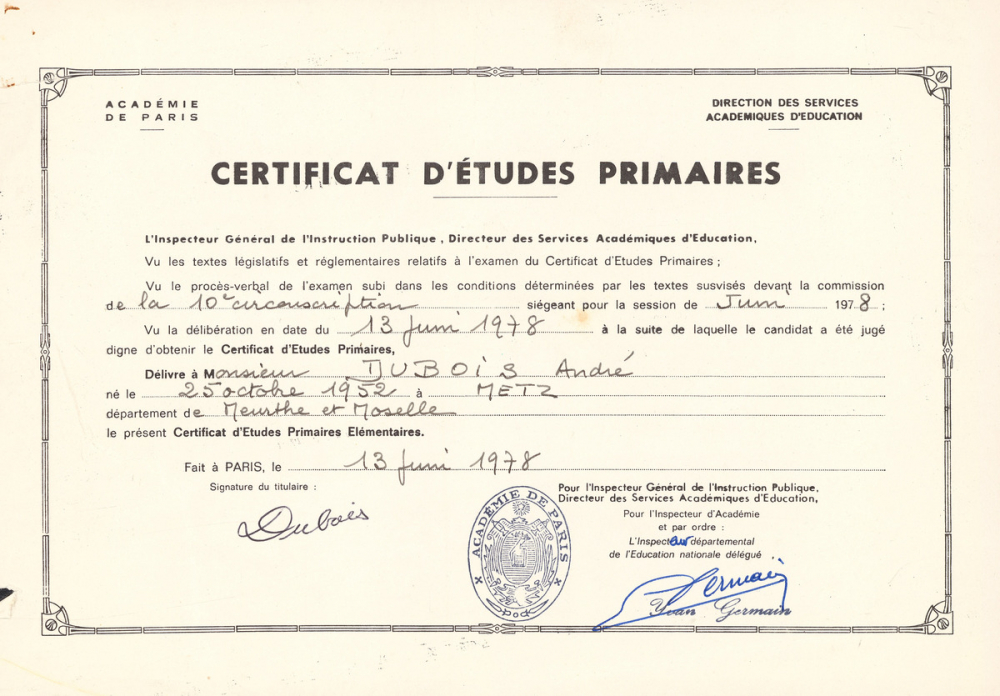 ACADÉMIE
DE PARIS
DIRECTION DES SERVICES
ACADEMIQUES D'EDUCATION
CERTIFICAT D'ÉTUDES PRIMAIRES
L'Inspecteur Général de l'Instruction Publique, Directeur des Services Académiques d'Education,
Vu les textes législatifs et réglementaires relatifs à l'examen du Certificat d'Etudes Primaires ;
Vu le procès-verbal de l'examen subi dans les conditions déterminées par les textes susvisés devant la commission
de la 10e circonscription siégeant pour la session de Juin 1978 ;
Vu la délibération en date du 13 juin 1978 à la suite de laquelle le candidat a été jugé
digne d'obtenir le Certificat d'Etudes Primaires,
Délivre à Monsieur DUBOIS André
né le 25 octobre 1952 à METZ
département de Meurthe et Moselle
le présent Certificat d'Etudes Primaires Elémentaires.
Fait à PARIS, le 13 juin 1978
Signature du titulaire :
Dubois
Pour l'Inspecteur Général de l'Instruction Publique,
Directeur des Services Académiques d'Education,
Pour l'Inspecteur d'Académie
et par ordre :
L'Inspecteur départemental
de l'Education nationale délégué
Germain
Yvan Germain
ACADÉMIE DE PARIS